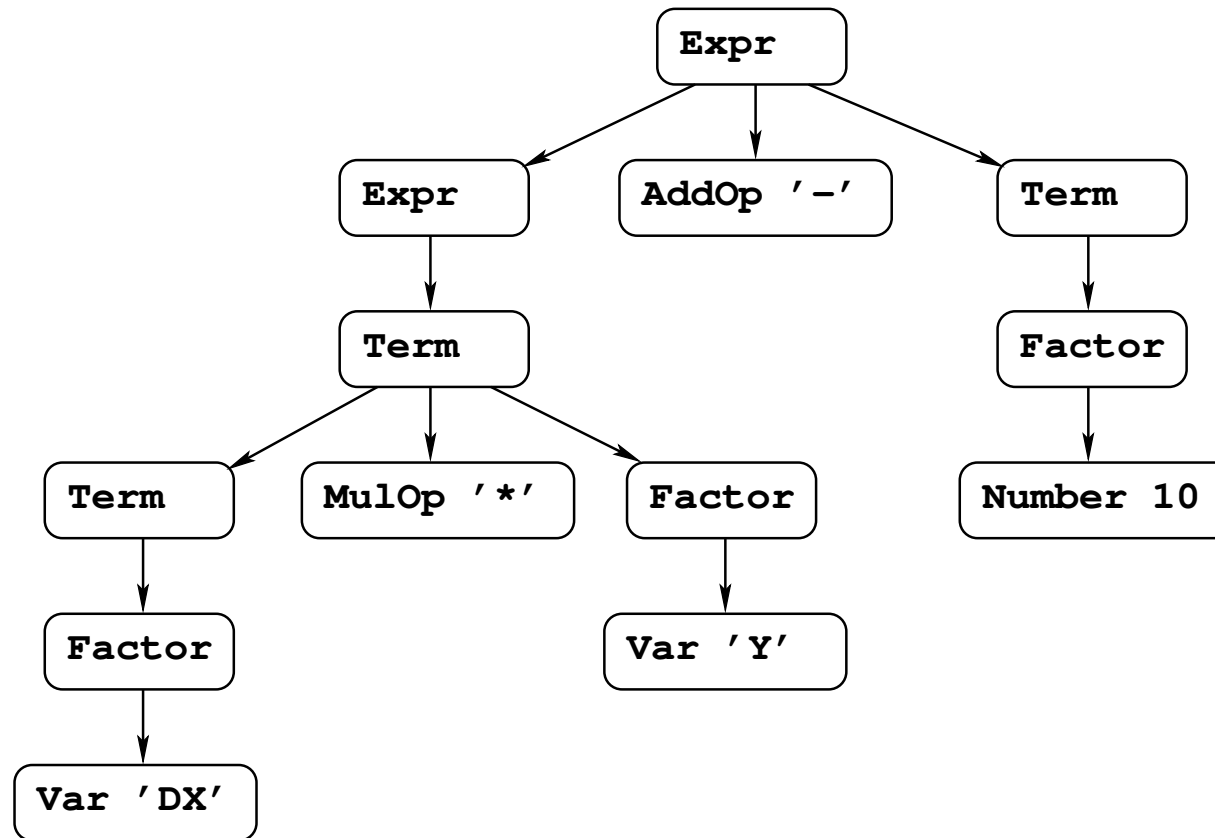 Expr
Expr
AddOp ′−′
Term
Term
Factor
Term
MulOp ′*′
Factor
Number 10
Factor
Var ′Y′
Var ′DX′